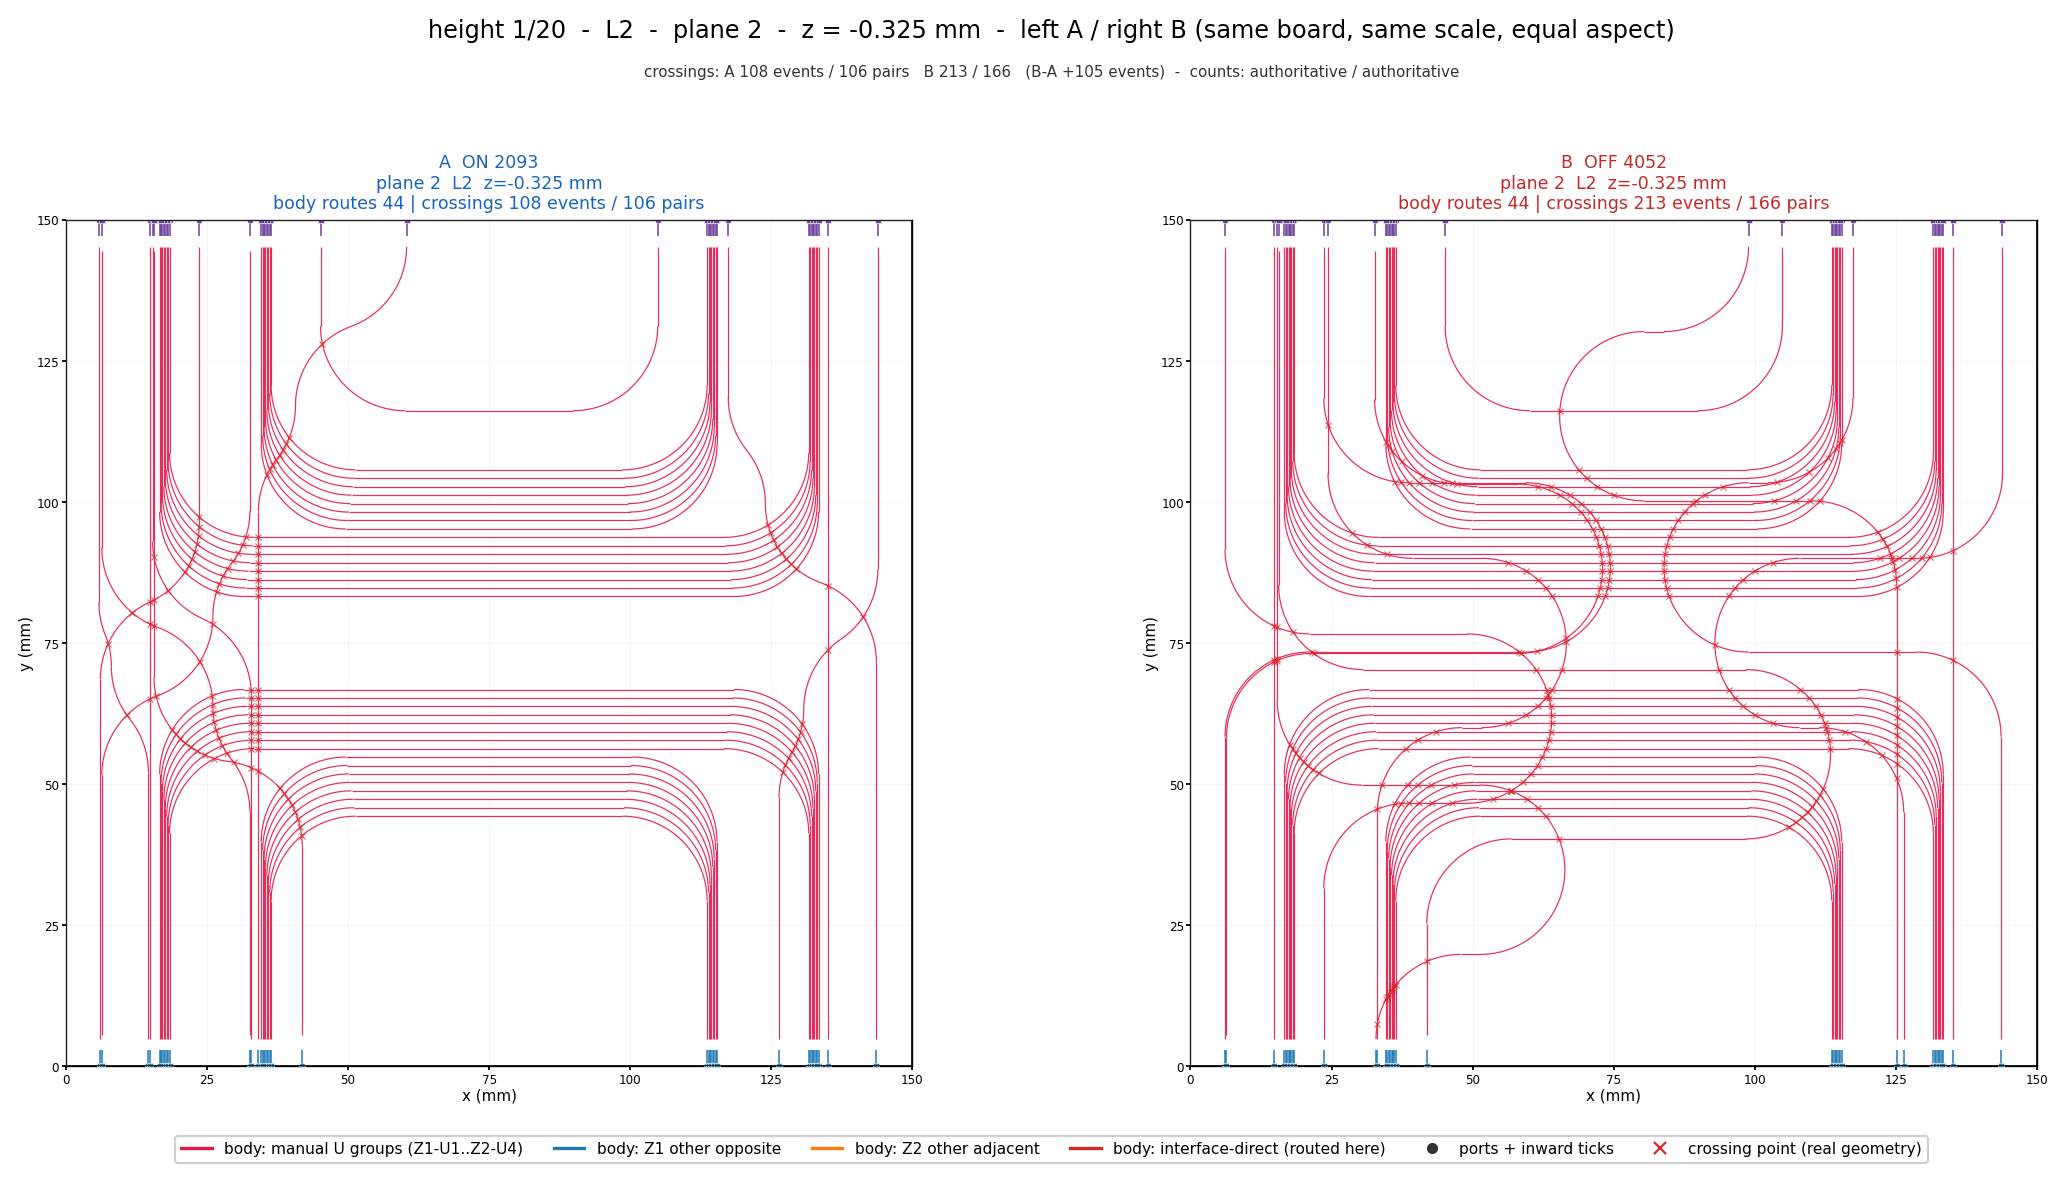 height 1/20 - L2 - plane 2 - z = -0.325 mm - left A / right B (same board, same scale, equal aspect)
crossings: A 108 events / 106 pairs B 213 / 166 (B-A +105 events) - counts: authoritative / authoritative
A ON 2093
plane 2 L2 z=-0.325 mm
body routes 44 | crossings 108 events / 106 pairs
150
125
100
75
50
25
0
y (mm)
0 25 50 75 100 125 150
x (mm)
B OFF 4052
plane 2 L2 z=-0.325 mm
body routes 44 | crossings 213 events / 166 pairs
150
125
100
75
50
25
0
y (mm)
0 25 50 75 100 125 150
x (mm)
body: manual U groups (Z1-U1..Z2-U4) body: Z1 other opposite body: Z2 other adjacent body: interface-direct (routed here) ports + inward ticks crossing point (real geometry)